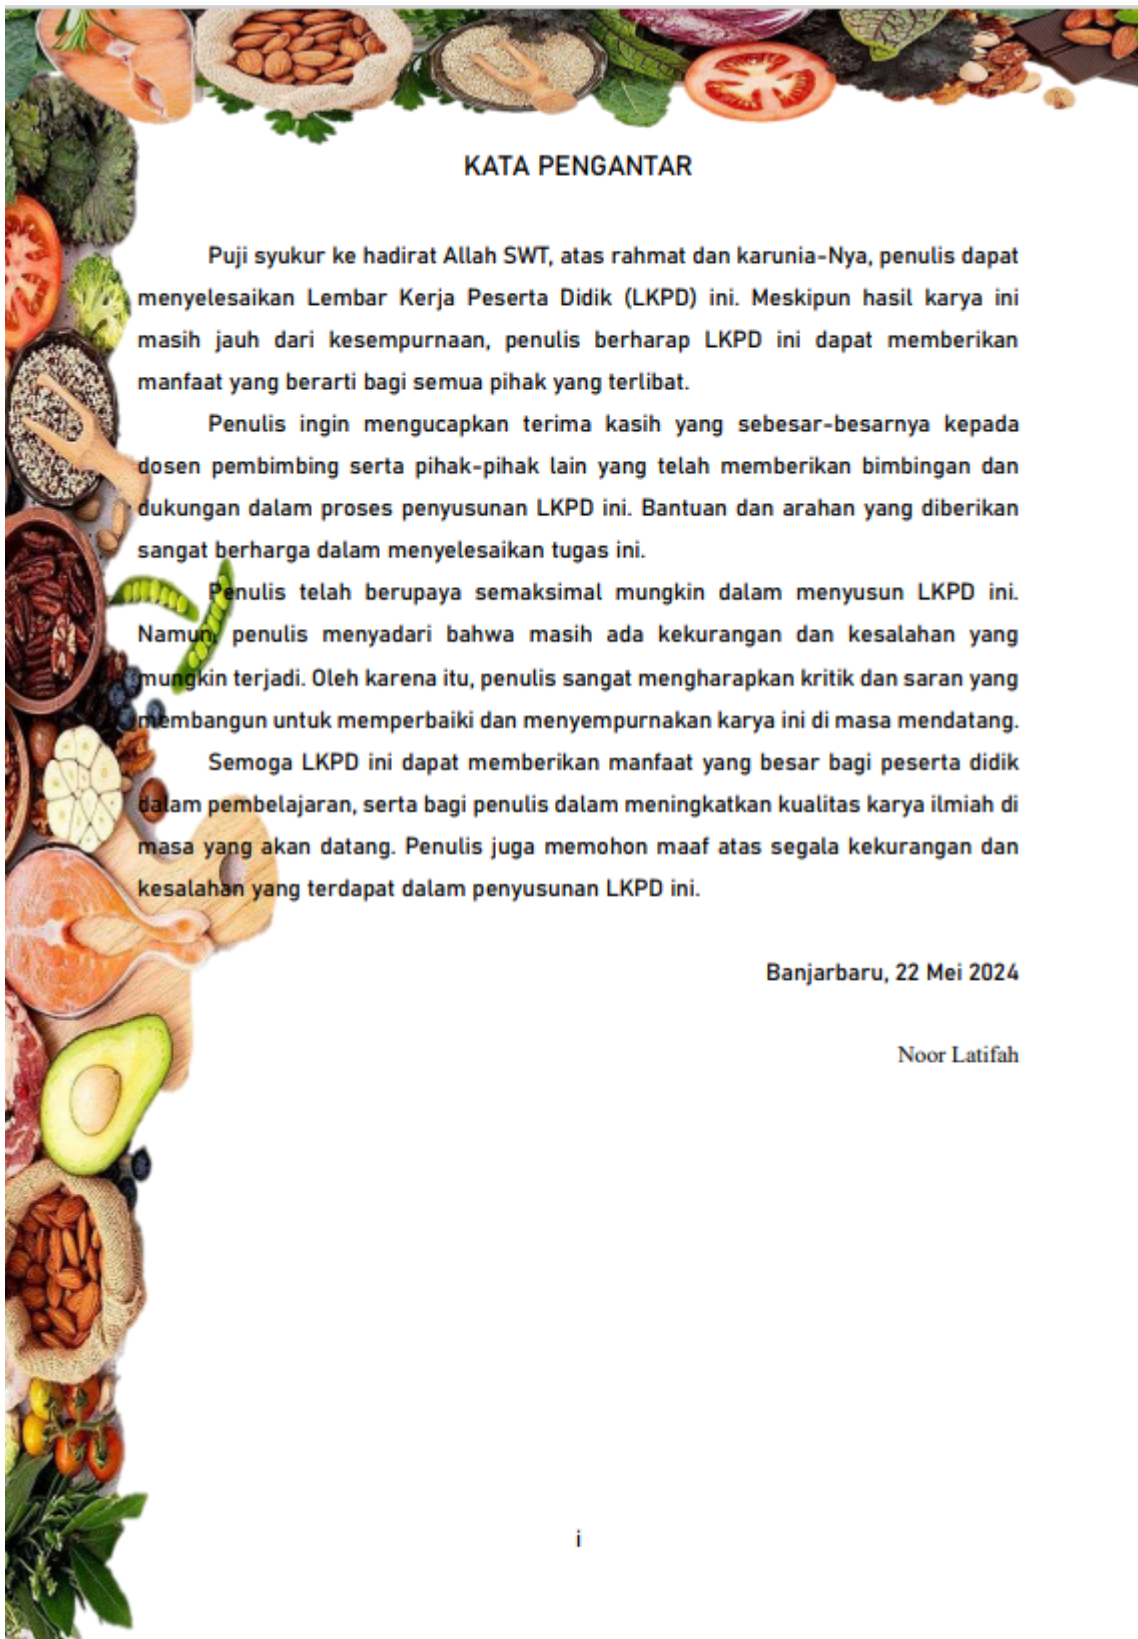 KATA PENGANTAR
Puji syukur ke hadirat Allah SWT, atas rahmat dan karunia-Nya, penulis dapat
menyelesaikan Lembar Kerja Peserta Didik (LKPD) ini. Meskipun hasil karya ini
masih jauh dari kesempurnaan, penulis berharap LKPD ini dapat memberikan
manfaat yang berarti bagi semua pihak yang terlibat.
Penulis ingin mengucapkan terima kasih yang sebesar-besarnya kepada
dosen pembimbing serta pihak-pihak lain yang telah memberikan bimbingan dan
dukungan dalam proses penyusunan LKPD ini. Bantuan dan arahan yang diberikan
sangat berharga dalam menyelesaikan tugas ini.
Penulis telah berupaya semaksimal mungkin dalam menyusun LKPD ini.
Namun, penulis menyadari bahwa masih ada kekurangan dan kesalahan yang
mungkin terjadi. Oleh karena itu, penulis sangat mengharapkan kritik dan saran yang
membangun untuk memperbaiki dan menyempurnakan karya ini di masa mendatang.
Semoga LKPD ini dapat memberikan manfaat yang besar bagi peserta didik
dalam pembelajaran, serta bagi penulis dalam meningkatkan kualitas karya ilmiah di
masa yang akan datang. Penulis juga memohon maaf atas segala kekurangan dan
kesalahan yang terdapat dalam penyusunan LKPD ini.
Banjarbaru, 22 Mei 2024
Noor Latifah
i